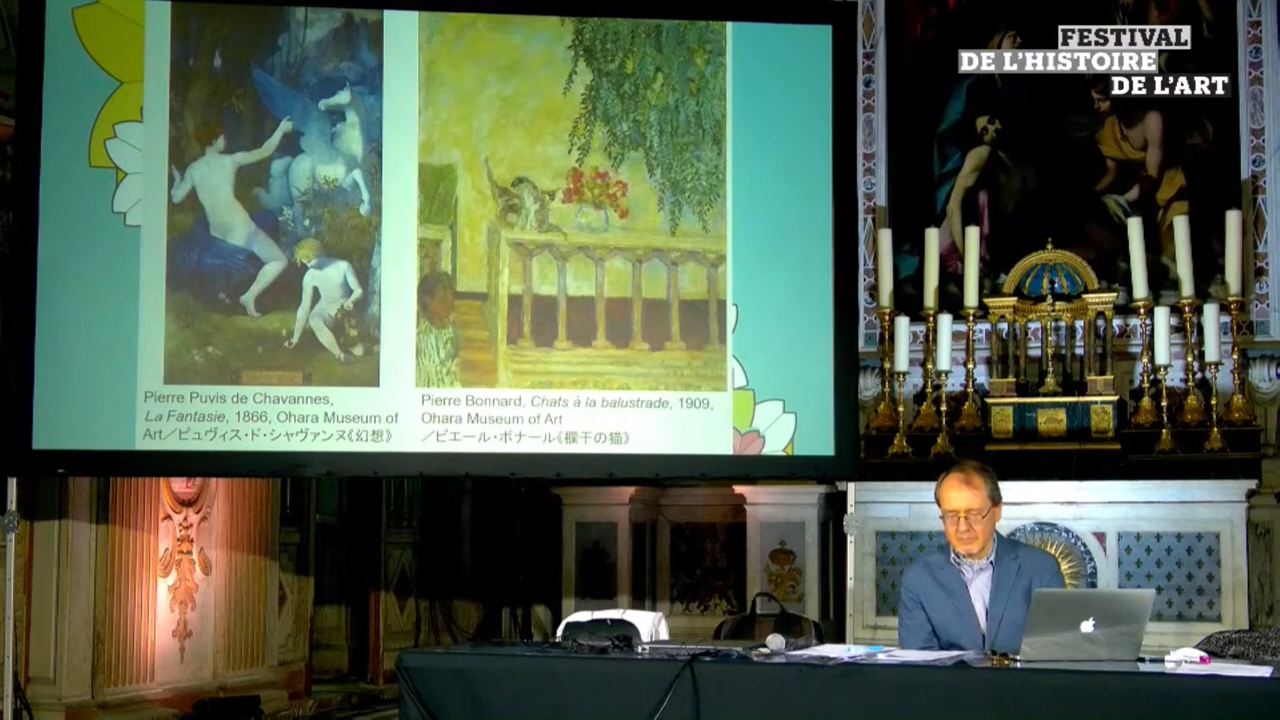 FESTIVAL
DE L'HISTOIRE
DE L'ART
Pierre Puvis de Chavannes,
La Fantasie, 1866, Ohara Museum of
Art／ピュヴィス・ド・シャヴァンヌ《幻想》
Pierre Bonnard, Chats à la balustrade, 1909,
Ohara Museum of Art
／ピエール・ボナール《欄干の猫》